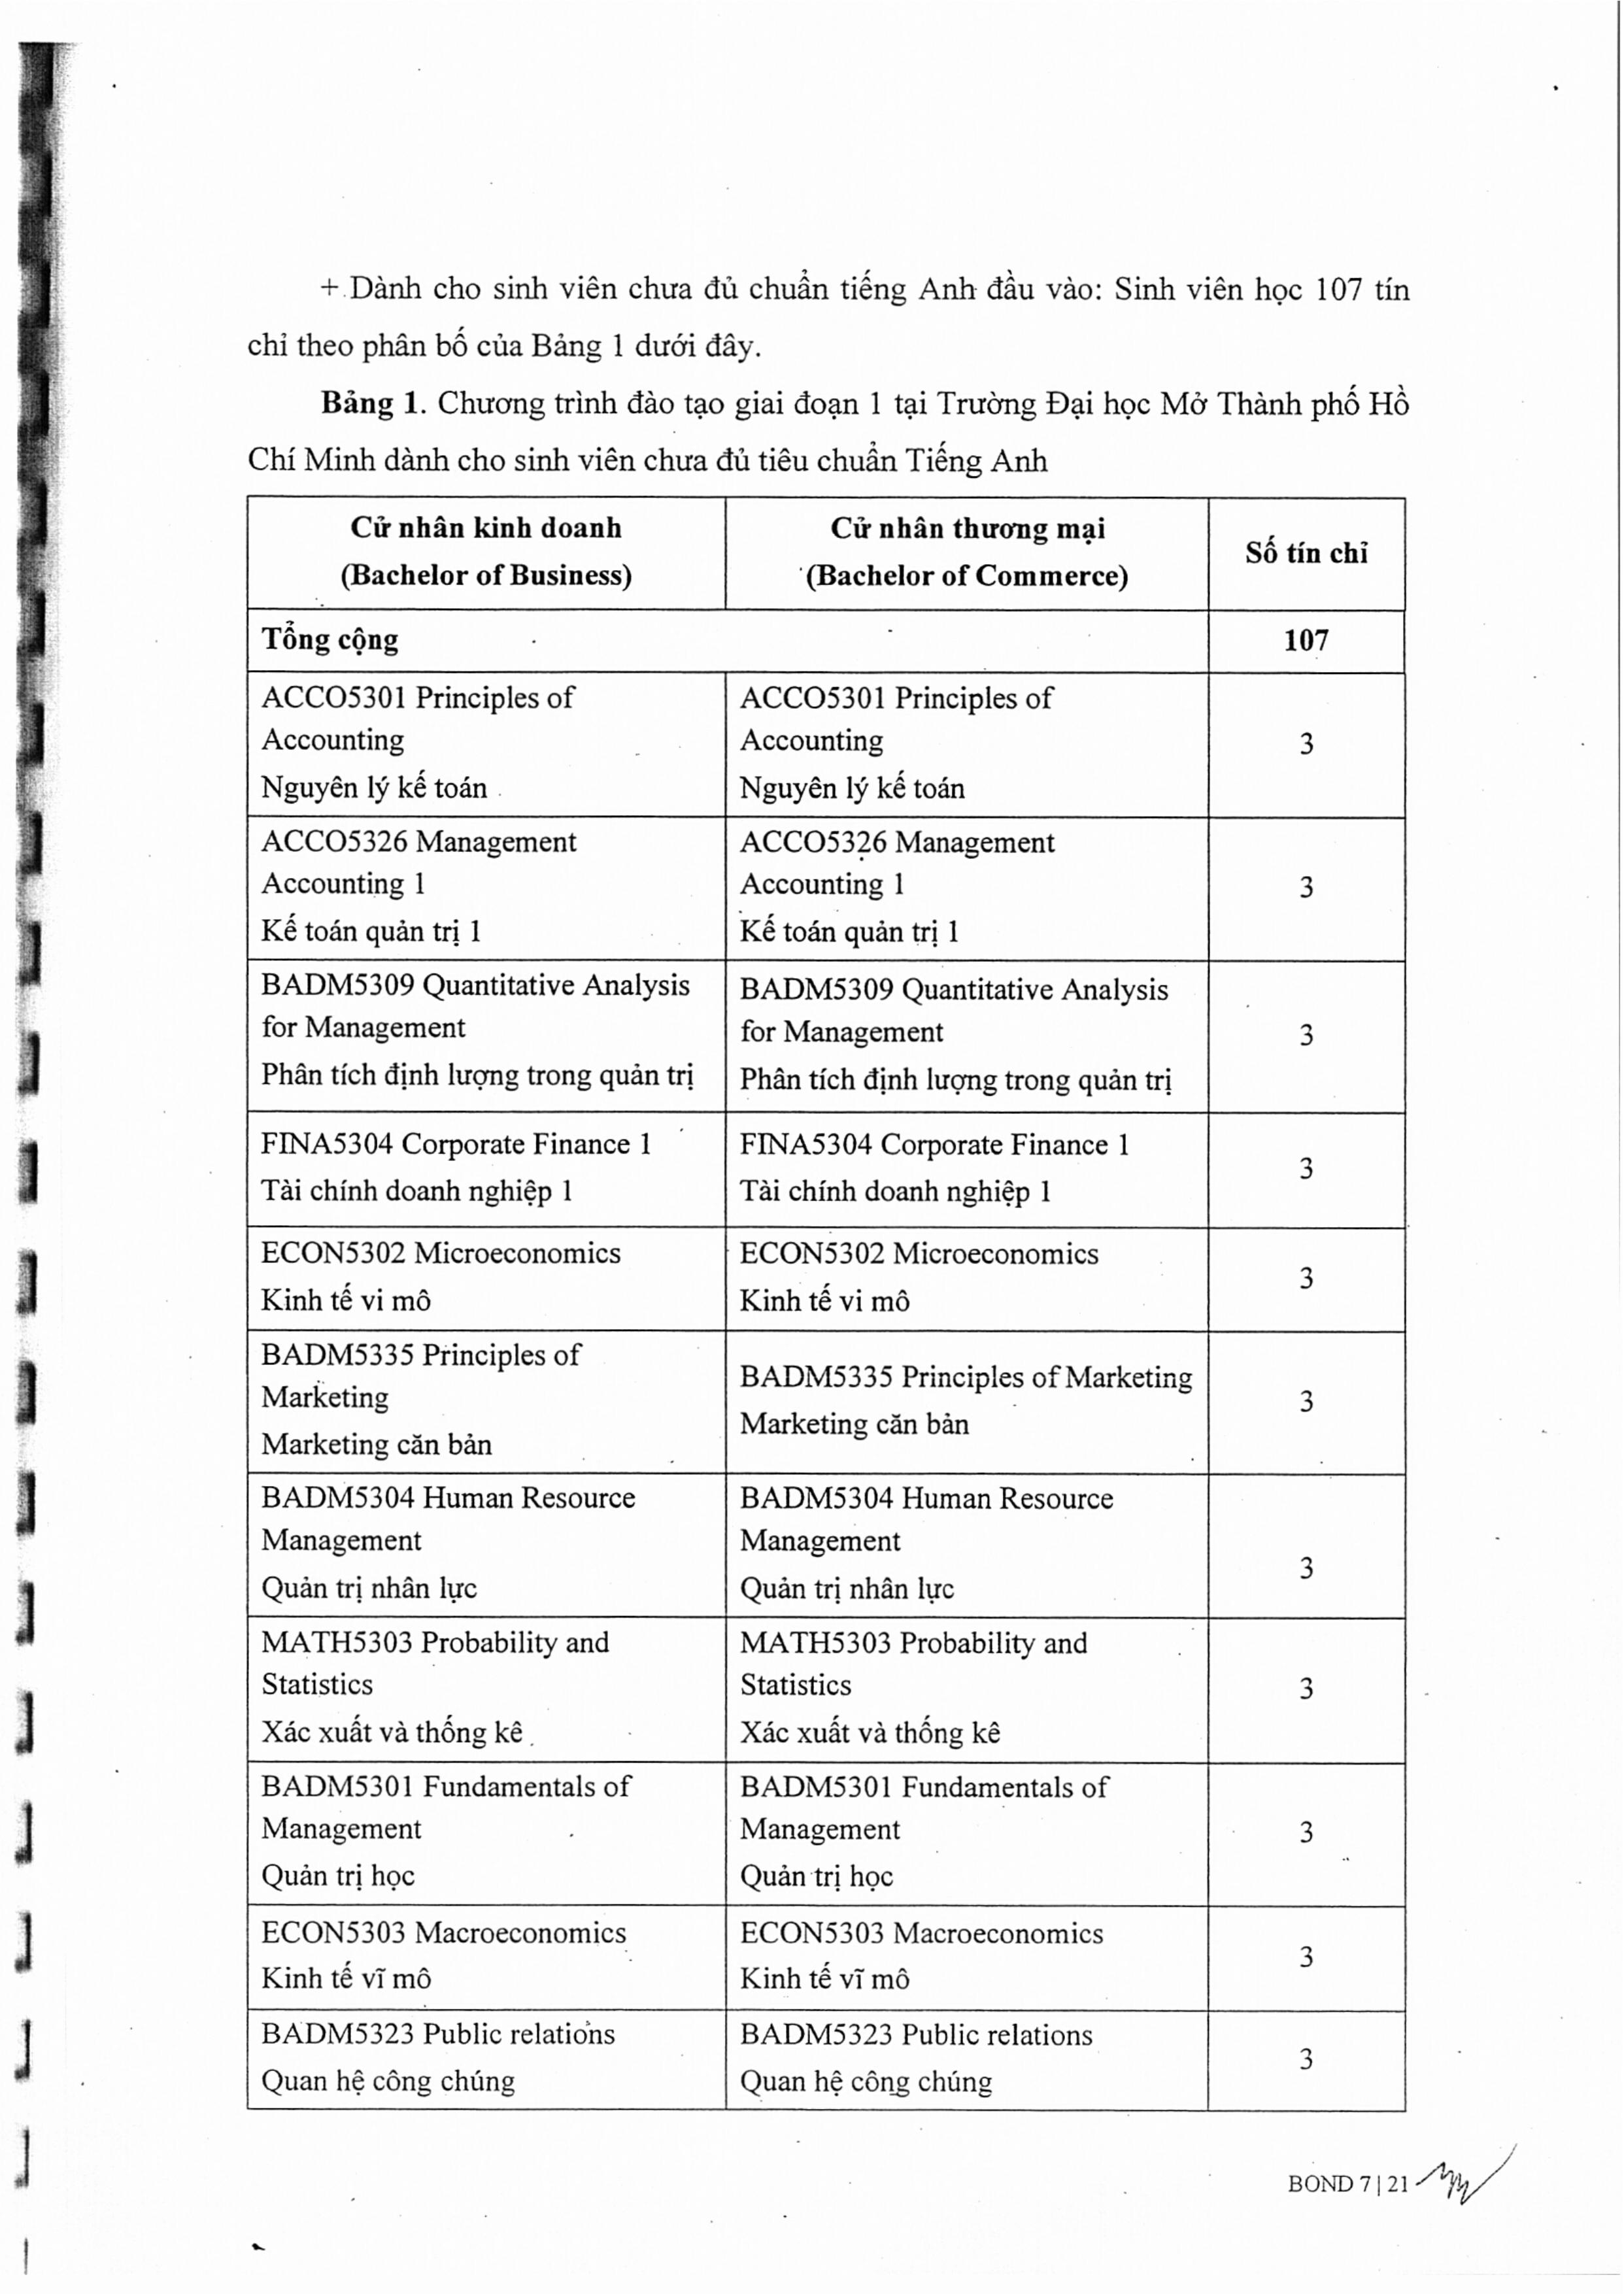 + Dành cho sinh viên chưa đủ chuẩn tiếng Anh đầu vào: Sinh viên học 107 tín
chỉ theo phân bố của Bảng 1 dưới đây.
Bảng 1. Chương trình đào tạo giai đoạn 1 tại Trường Đại học Mở Thành phố Hồ
Chí Minh dành cho sinh viên chưa đủ tiêu chuẩn Tiếng Anh
Cử nhân kinh doanh
(Bachelor of Business)
Cử nhân thương mại
(Bachelor of Commerce)
Số tín chỉ
Tổng cộng
107
ACCO5301 Principles of
Accounting
Nguyên lý kế toán
ACCO5301 Principles of
Accounting
Nguyên lý kế toán
3
ACCO5326 Management
Accounting 1
Kế toán quản trị 1
ACCO5326 Management
Accounting 1
Kế toán quản trị 1
3
BADM5309 Quantitative Analysis
for Management
Phân tích định lượng trong quản trị
BADM5309 Quantitative Analysis
for Management
Phân tích định lượng trong quản trị
3
FINA5304 Corporate Finance 1
Tài chính doanh nghiệp 1
FINA5304 Corporate Finance 1
Tài chính doanh nghiệp 1
3
ECON5302 Microeconomics
Kinh tế vi mô
ECON5302 Microeconomics
Kinh tế vi mô
3
BADM5335 Principles of
Marketing
Marketing căn bản
BADM5335 Principles of Marketing
Marketing căn bản
3
BADM5304 Human Resource
Management
Quản trị nhân lực
BADM5304 Human Resource
Management
Quản trị nhân lực
3
MATH5303 Probability and
Statistics
Xác xuất và thống kê
MATH5303 Probability and
Statistics
Xác xuất và thống kê
3
BADM5301 Fundamentals of
Management
Quản trị học
BADM5301 Fundamentals of
Management
Quản trị học
3
ECON5303 Macroeconomics
Kinh tế vĩ mô
ECON5303 Macroeconomics
Kinh tế vĩ mô
3
BADM5323 Public relations
Quan hệ công chúng
BADM5323 Public relations
Quan hệ công chúng
3
BOND 7 | 21